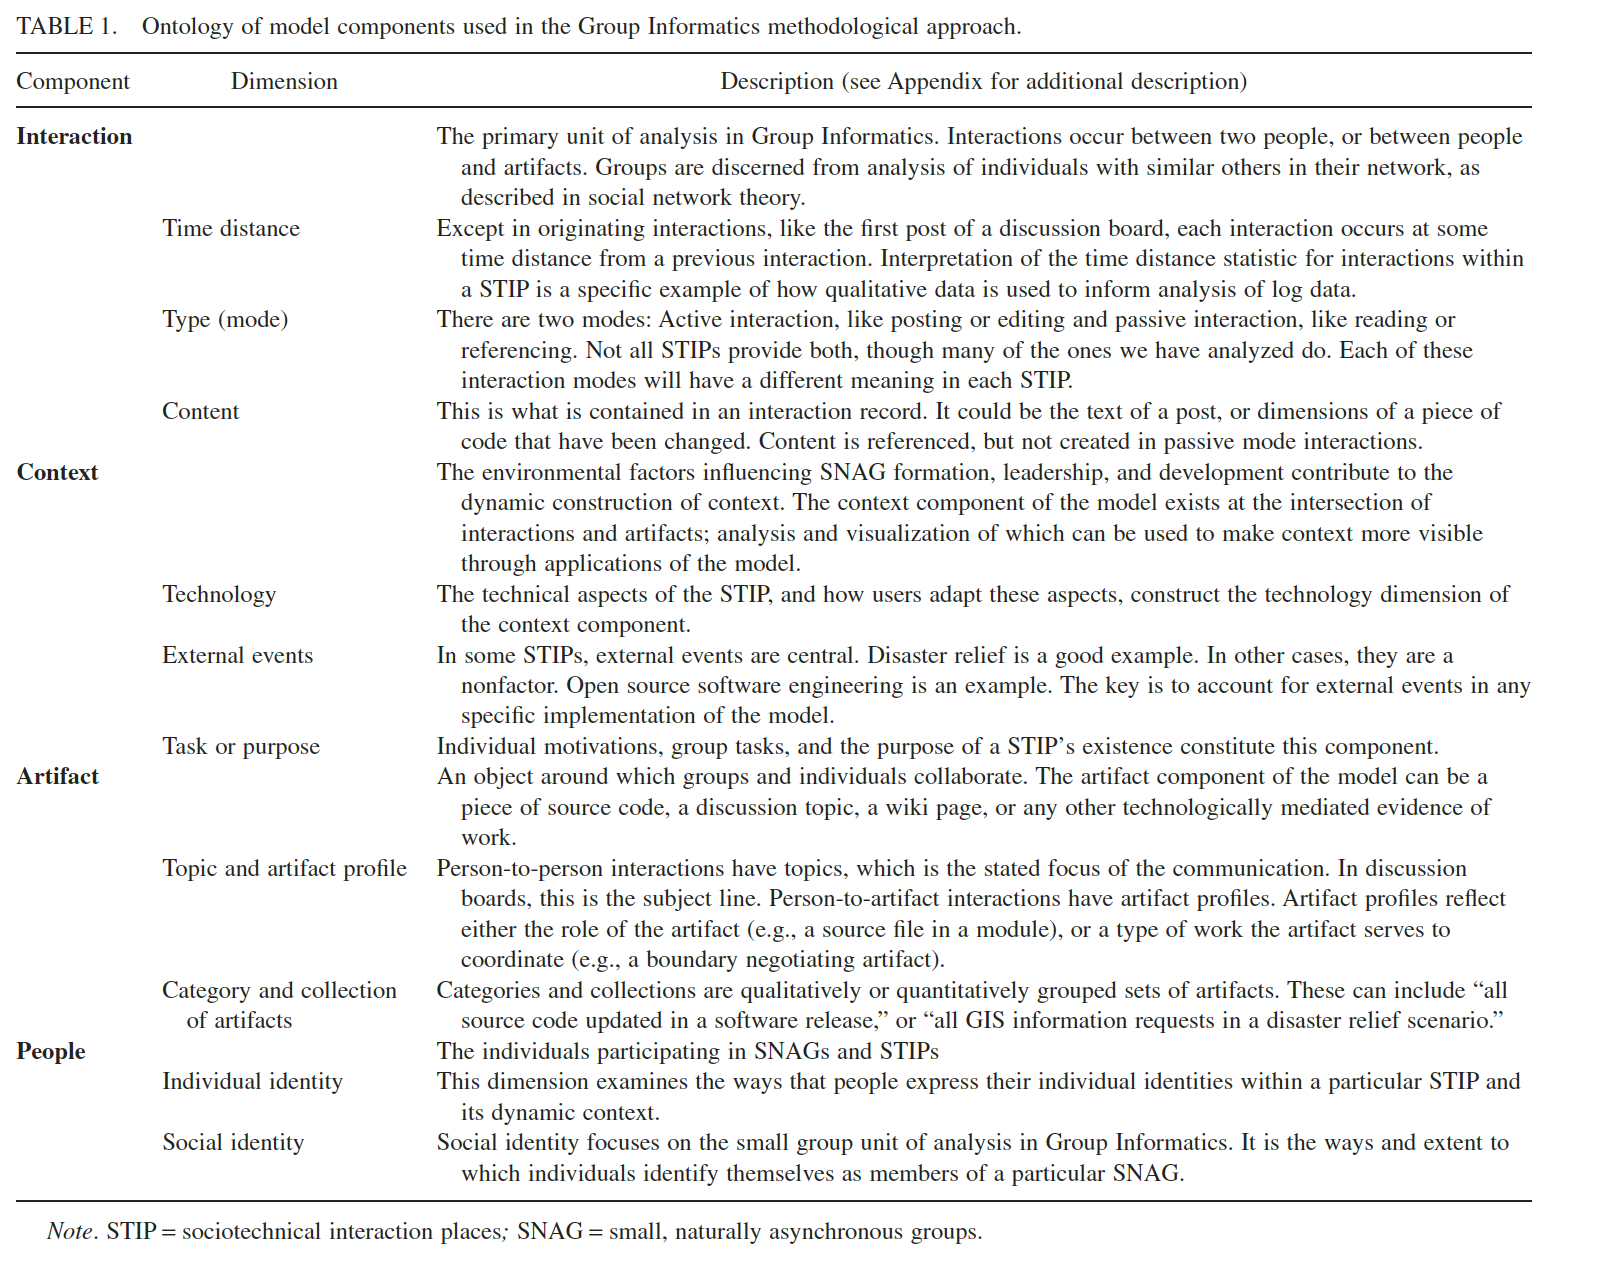 TABLE 1. Ontology of model components used in the Group Informatics methodological approach.
Component Dimension Description (see Appendix for additional description)
Interaction The primary unit of analysis in Group Informatics. Interactions occur between two people, or between people
and artifacts. Groups are discerned from analysis of individuals with similar others in their network, as
described in social network theory.
Time distance Except in originating interactions, like the first post of a discussion board, each interaction occurs at some
time distance from a previous interaction. Interpretation of the time distance statistic for interactions within
a STIP is a specific example of how qualitative data is used to inform analysis of log data.
Type (mode) There are two modes: Active interaction, like posting or editing and passive interaction, like reading or
referencing. Not all STIPs provide both, though many of the ones we have analyzed do. Each of these
interaction modes will have a different meaning in each STIP.
Content This is what is contained in an interaction record. It could be the text of a post, or dimensions of a piece of
code that have been changed. Content is referenced, but not created in passive mode interactions.
Context The environmental factors influencing SNAG formation, leadership, and development contribute to the
dynamic construction of context. The context component of the model exists at the intersection of
interactions and artifacts; analysis and visualization of which can be used to make context more visible
through applications of the model.
Technology The technical aspects of the STIP, and how users adapt these aspects, construct the technology dimension of
the context component.
External events In some STIPs, external events are central. Disaster relief is a good example. In other cases, they are a
nonfactor. Open source software engineering is an example. The key is to account for external events in any
specific implementation of the model.
Task or purpose Individual motivations, group tasks, and the purpose of a STIP’s existence constitute this component.
Artifact An object around which groups and individuals collaborate. The artifact component of the model can be a
piece of source code, a discussion topic, a wiki page, or any other technologically mediated evidence of
work.
Topic and artifact profile Person-to-person interactions have topics, which is the stated focus of the communication. In discussion
boards, this is the subject line. Person-to-artifact interactions have artifact profiles. Artifact profiles reflect
either the role of the artifact (e.g., a source file in a module), or a type of work the artifact serves to
coordinate (e.g., a boundary negotiating artifact).
Category and collection Categories and collections are qualitatively or quantitatively grouped sets of artifacts. These can include “all
of artifacts source code updated in a software release,” or “all GIS information requests in a disaster relief scenario.”
People The individuals participating in SNAGs and STIPs
Individual identity This dimension examines the ways that people express their individual identities within a particular STIP and
its dynamic context.
Social identity Social identity focuses on the small group unit of analysis in Group Informatics. It is the ways and extent to
which individuals identify themselves as members of a particular SNAG.
Note. STIP = sociotechnical interaction places; SNAG = small, naturally asynchronous groups.